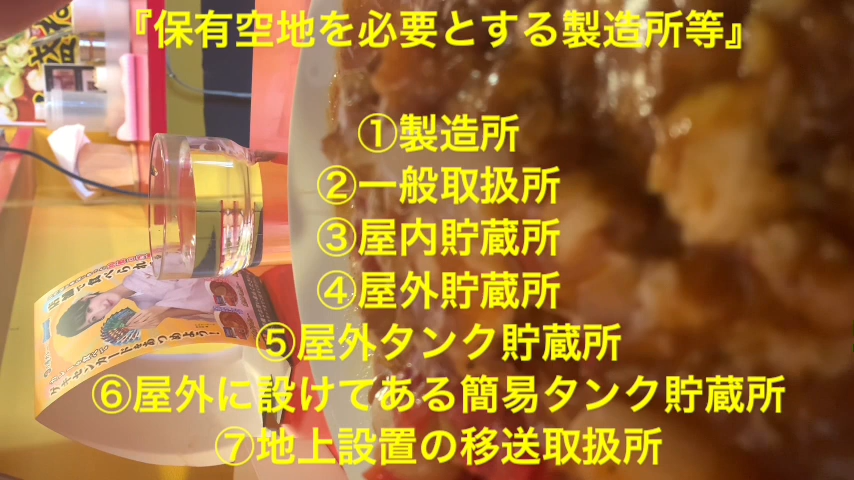 『保有空地を必要とする製造所等』
①製造所
②一般取扱所
③屋内貯蔵所
④屋外貯蔵所
⑤屋外タンク貯蔵所
⑥屋外に設けてある簡易タンク貯蔵所
⑦地上設置の移送取扱所